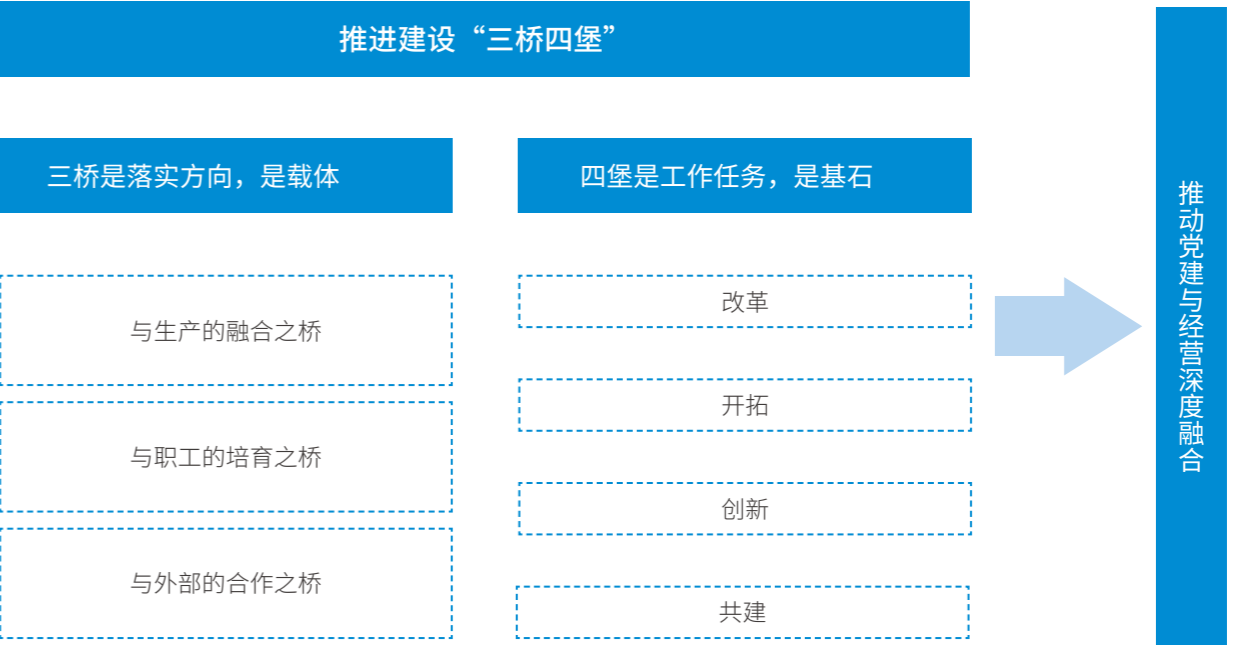 推进建设“三桥四堡”
三桥是落实方向，是载体
四堡是工作任务，是基石
与生产的融合之桥
与职工的培育之桥
与外部的合作之桥
改革
开拓
创新
共建
推动党建与经营深度融合